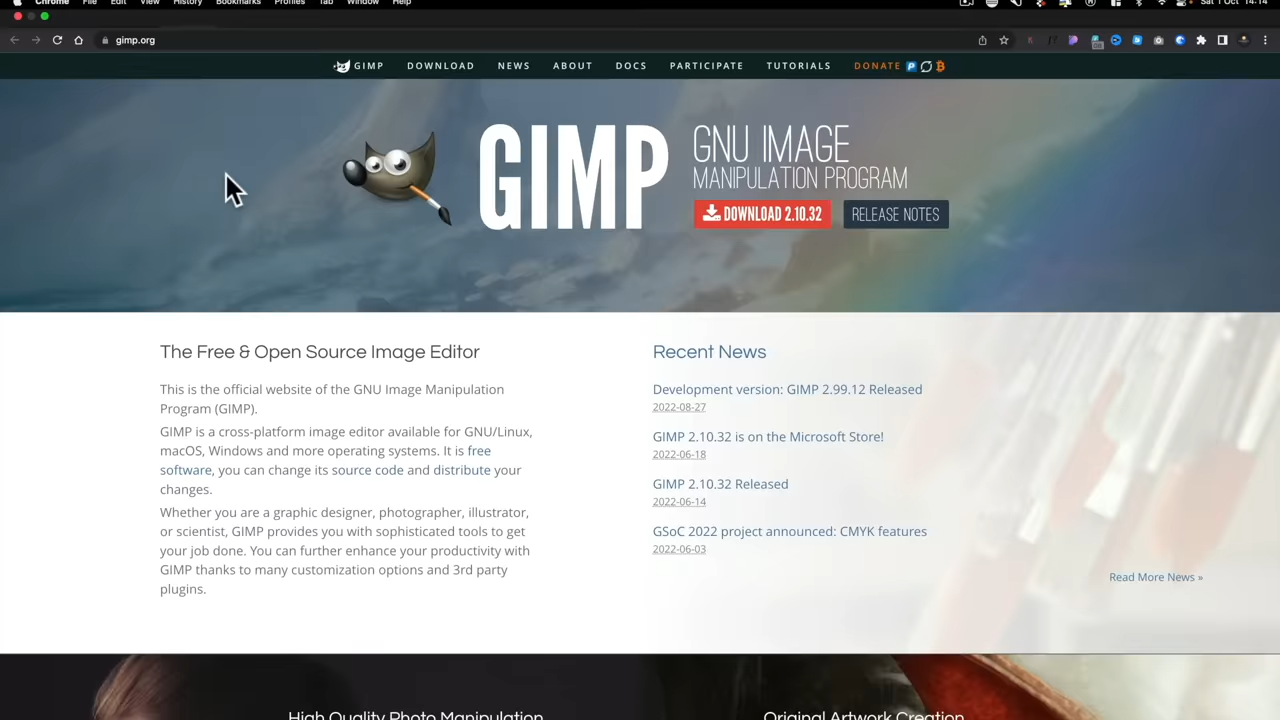 Chrome File Edit View History Bookmarks Profiles Tab Window Help
Sat 1 Oct 14:14
gimp.org
GIMP DOWNLOAD NEWS ABOUT DOCS PARTICIPATE TUTORIALS DONATE
GIMP
GNU IMAGE
MANIPULATION PROGRAM
DOWNLOAD 2.10.32
RELEASE NOTES
The Free & Open Source Image Editor
This is the official website of the GNU Image Manipulation
Program (GIMP).
GIMP is a cross-platform image editor available for GNU/Linux,
macOS, Windows and more operating systems. It is free
software, you can change its source code and distribute your
changes.
Whether you are a graphic designer, photographer, illustrator,
or scientist, GIMP provides you with sophisticated tools to get
your job done. You can further enhance your productivity with
GIMP thanks to many customization options and 3rd party
plugins.
Recent News
Development version: GIMP 2.99.12 Released
2022-08-27
GIMP 2.10.32 is on the Microsoft Store!
2022-06-18
GIMP 2.10.32 Released
2022-06-14
GSoC 2022 project announced: CMYK features
2022-06-03
Read More News »
High Quality Photo Manipulation
Original Artwork Creation